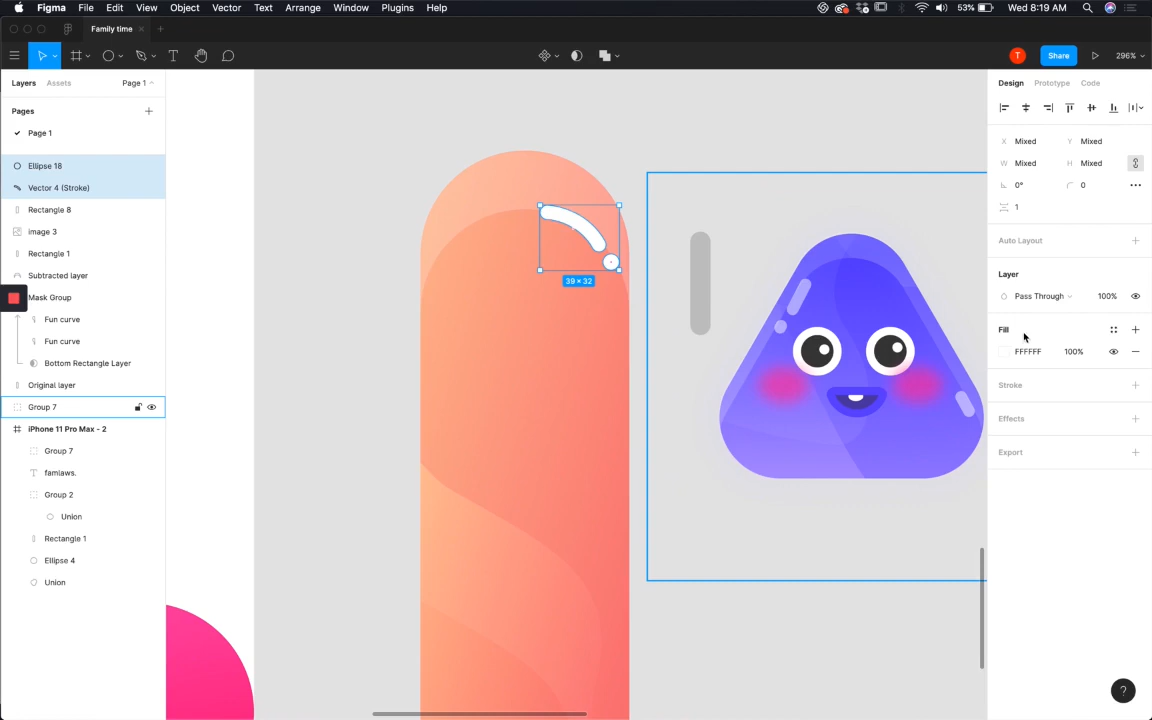 Figma File Edit View Object Vector Text Arrange Window Plugins Help 53% Wed 8:19 AM
Family time
T Share 296%
Layers Assets Page 1
Design Prototype Code
Pages
Page 1
Ellipse 18
Vector 4 (Stroke)
Rectangle 8
image 3
Rectangle 1
Subtracted layer
Mask Group
Fun curve
Fun curve
Bottom Rectangle Layer
Original layer
Group 7
iPhone 11 Pro Max - 2
Group 7
famlaws.
Group 2
Union
Rectangle 1
Ellipse 4
Union
39 × 32
X Mixed Y Mixed
W Mixed H Mixed
0° 0
1
Auto Layout
Layer
Pass Through 100%
Fill
FFFFFF 100%
Stroke
Effects
Export
?